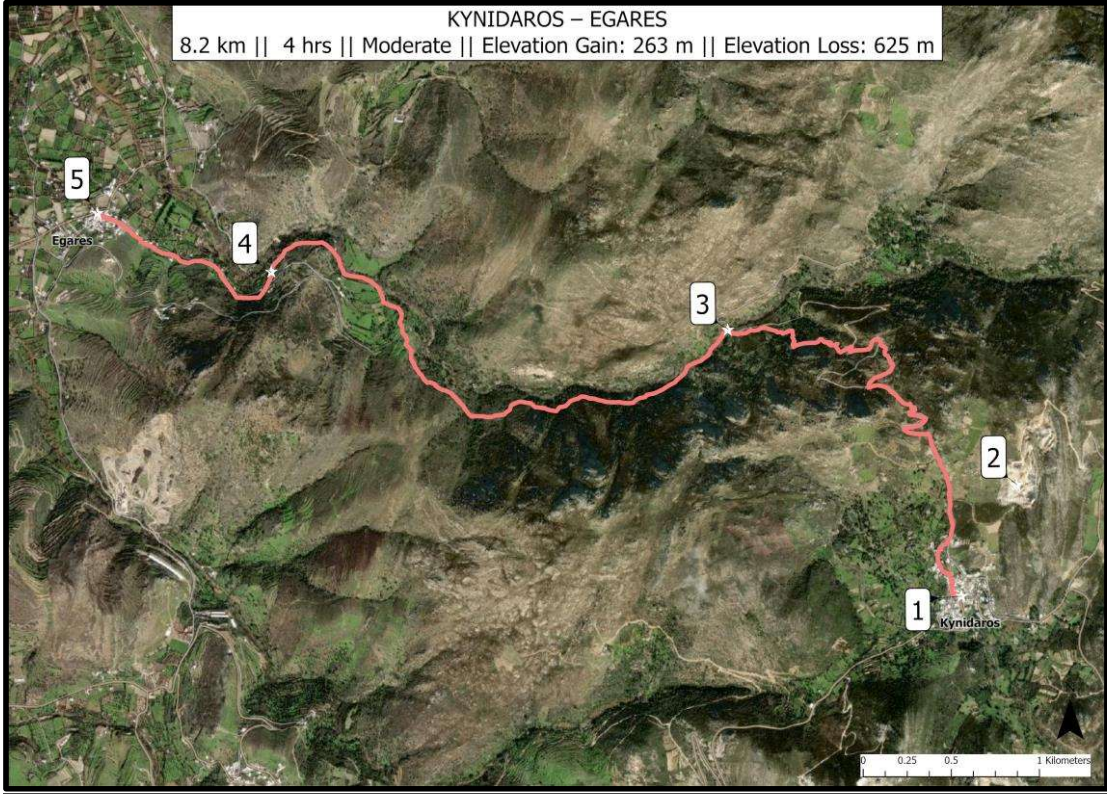 KYNIDAROS – EGARES
8.2 km || 4 hrs || Moderate || Elevation Gain: 263 m || Elevation Loss: 625 m
5
Egares
4
3
2
1
Kynidaros
0 0.25 0.5 1 Kilometers